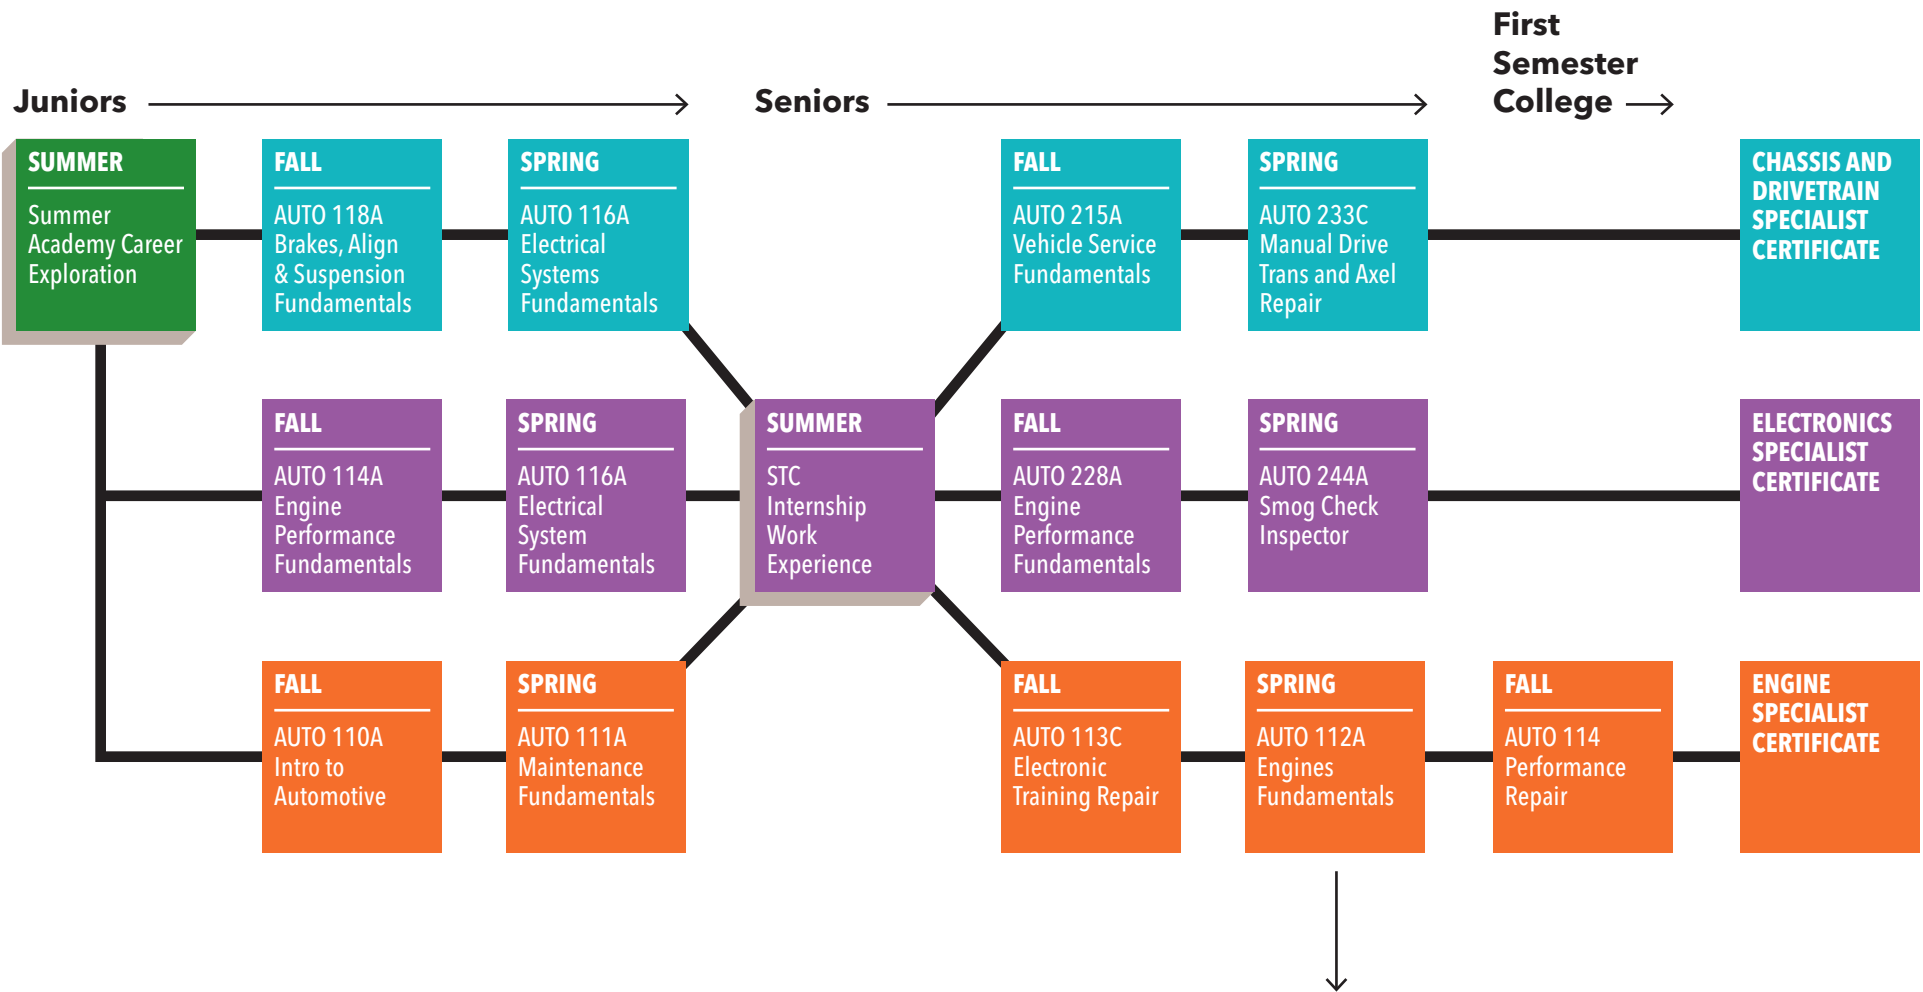 First
Semester
College
Juniors
Seniors
SUMMER
Summer
Academy Career
Exploration
FALL
AUTO 118A
Brakes, Align
& Suspension
Fundamentals
SPRING
AUTO 116A
Electrical
Systems
Fundamentals
FALL
AUTO 215A
Vehicle Service
Fundamentals
SPRING
AUTO 233C
Manual Drive
Trans and Axel
Repair
CHASSIS AND
DRIVETRAIN
SPECIALIST
CERTIFICATE
FALL
AUTO 114A
Engine
Performance
Fundamentals
SPRING
AUTO 116A
Electrical
System
Fundamentals
SUMMER
STC
Internship
Work
Experience
FALL
AUTO 228A
Engine
Performance
Fundamentals
SPRING
AUTO 244A
Smog Check
Inspector
ELECTRONICS
SPECIALIST
CERTIFICATE
FALL
AUTO 110A
Intro to
Automotive
SPRING
AUTO 111A
Maintenance
Fundamentals
FALL
AUTO 113C
Electronic
Training Repair
SPRING
AUTO 112A
Engines
Fundamentals
FALL
AUTO 114
Performance
Repair
ENGINE
SPECIALIST
CERTIFICATE